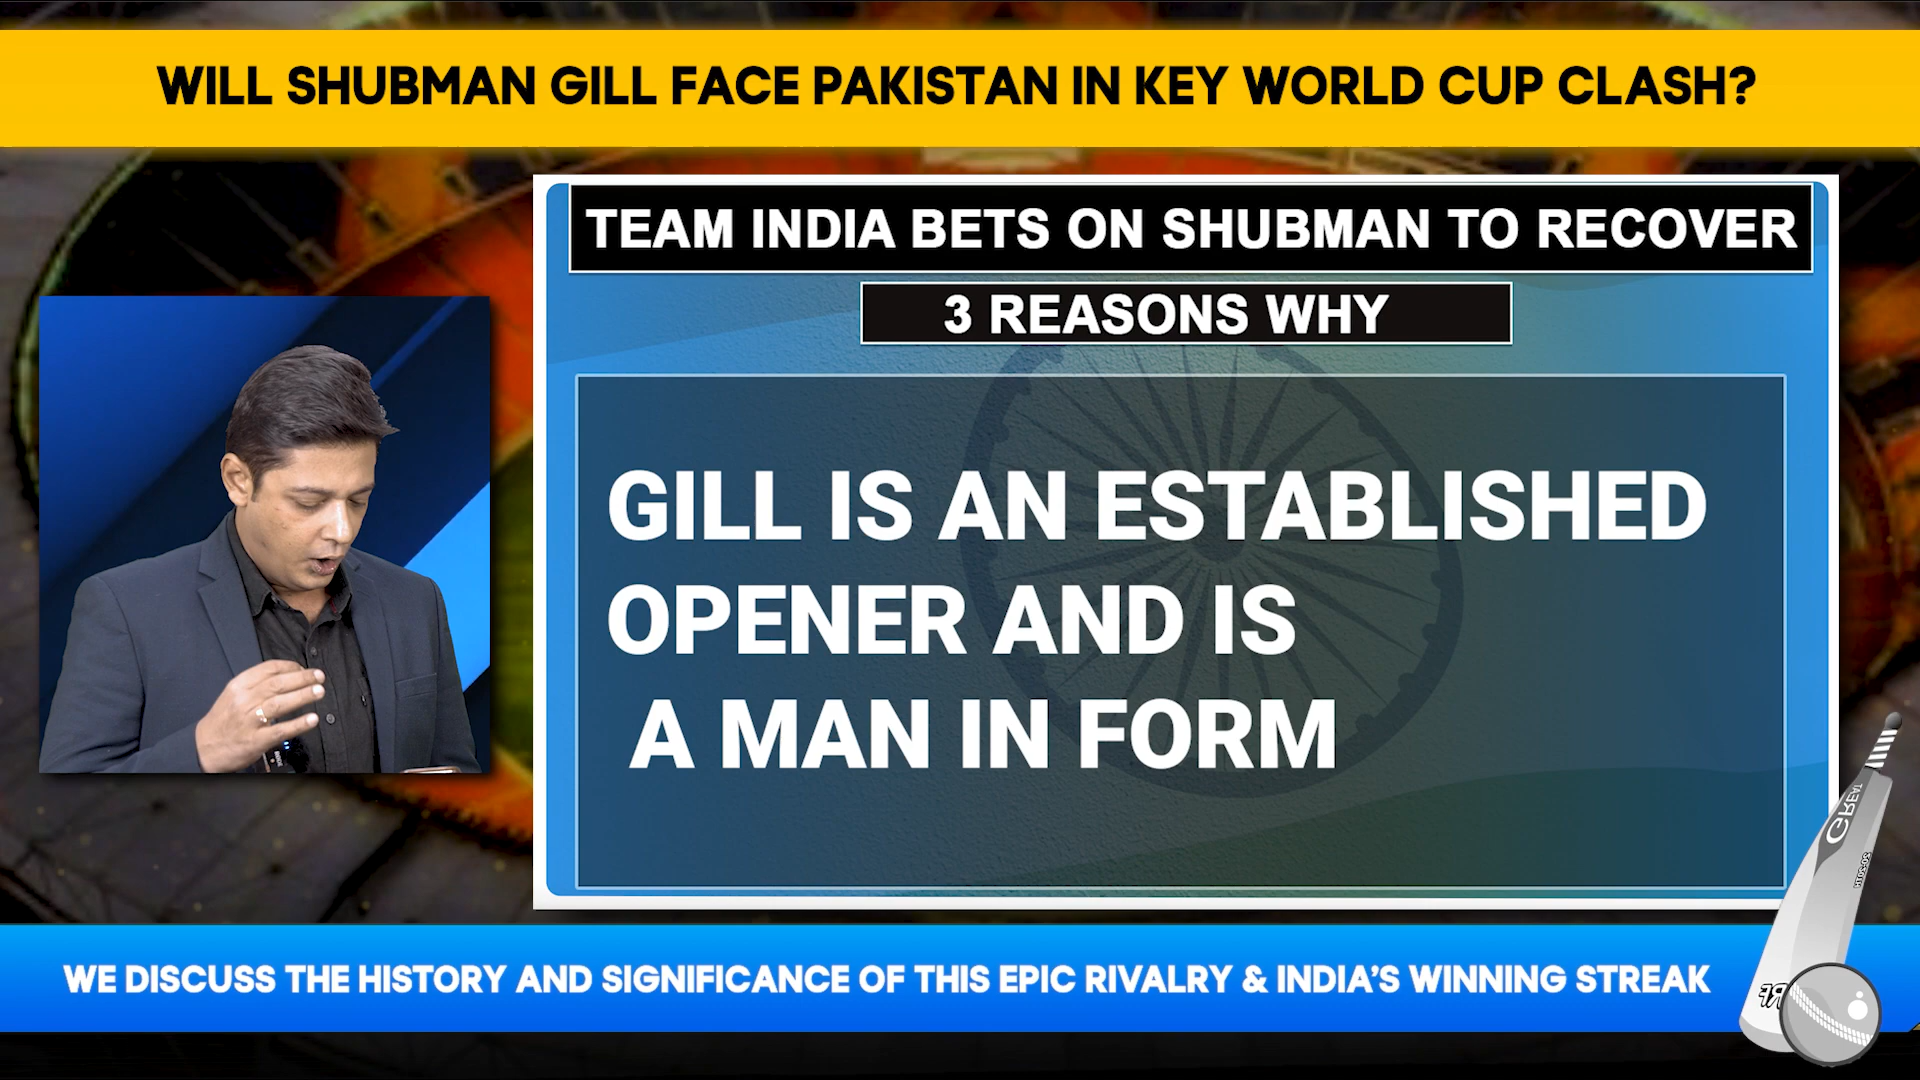 WILL SHUBMAN GILL FACE PAKISTAN IN KEY WORLD CUP CLASH?
TEAM INDIA BETS ON SHUBMAN TO RECOVER
3 REASONS WHY
GILL IS AN ESTABLISHED
OPENER AND IS
A MAN IN FORM
GREAT
WE DISCUSS THE HISTORY AND SIGNIFICANCE OF THIS EPIC RIVALRY & INDIA'S WINNING STREAK